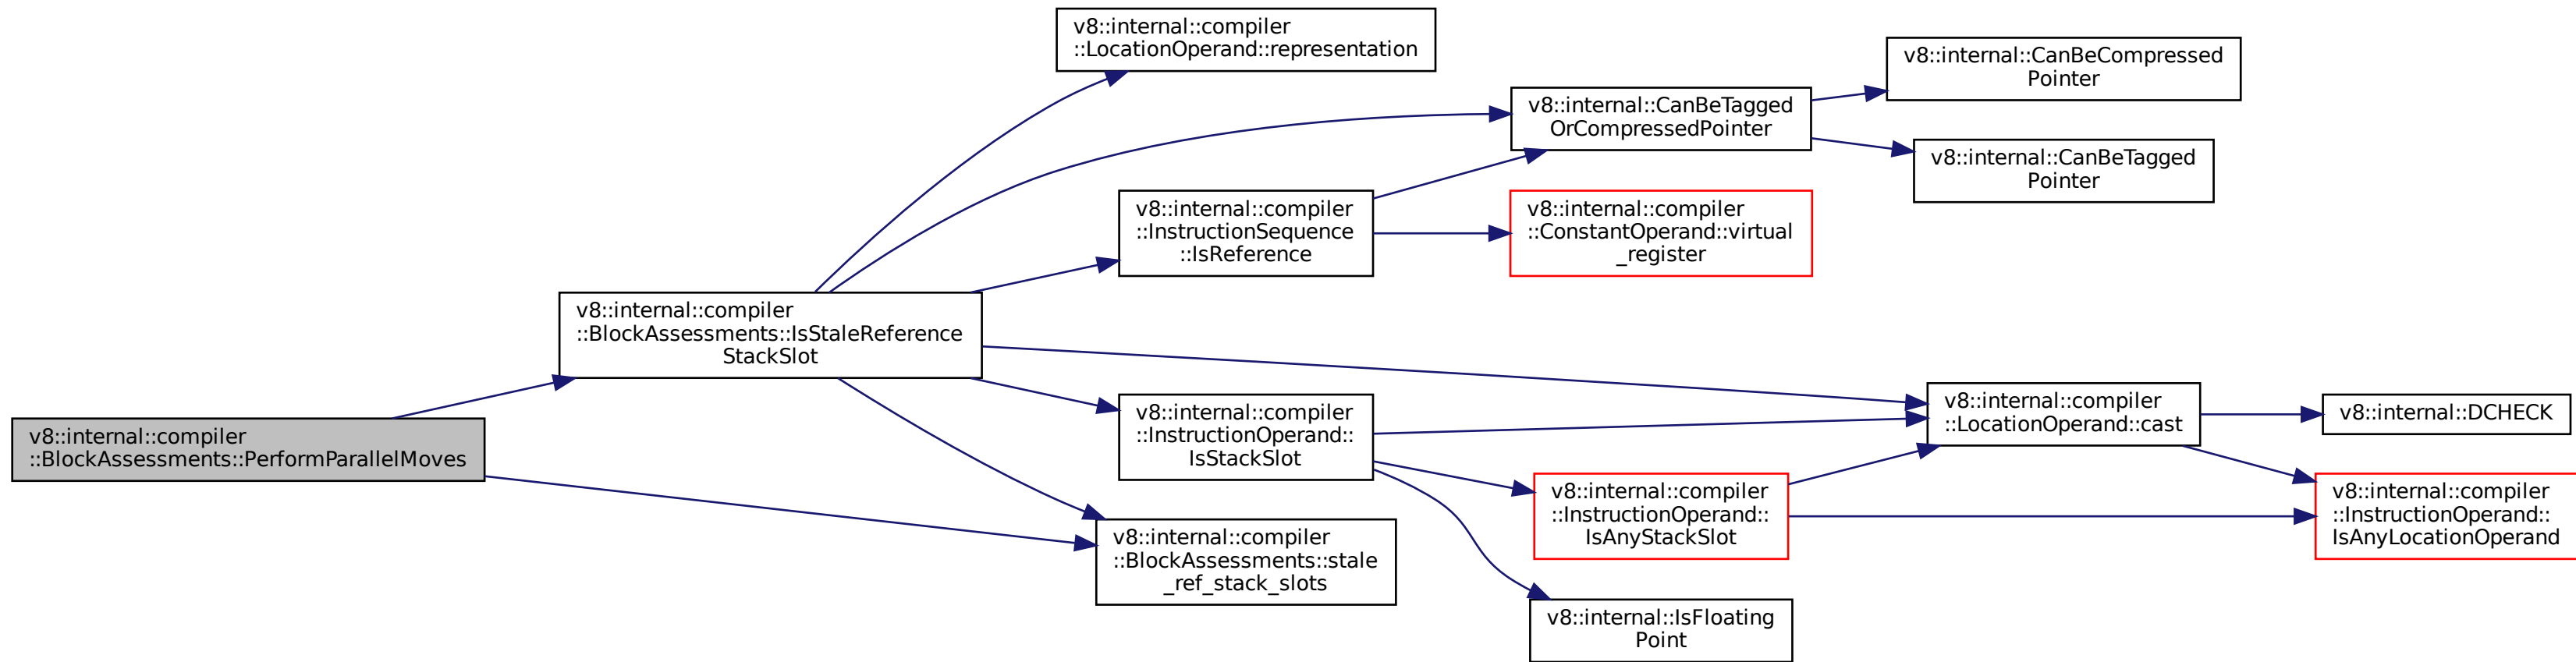 v8::internal::compiler
::BlockAssessments::PerformParallelMoves
v8::internal::compiler
::BlockAssessments::IsStaleReference
StackSlot
v8::internal::compiler
::LocationOperand::representation
v8::internal::CanBeTagged
OrCompressedPointer
v8::internal::CanBeCompressed
Pointer
v8::internal::CanBeTagged
Pointer
v8::internal::compiler
::InstructionSequence
::IsReference
v8::internal::compiler
::ConstantOperand::virtual
_register
v8::internal::compiler
::InstructionOperand::
IsStackSlot
v8::internal::compiler
::LocationOperand::cast
v8::internal::DCHECK
v8::internal::compiler
::InstructionOperand::
IsAnyStackSlot
v8::internal::compiler
::InstructionOperand::
IsAnyLocationOperand
v8::internal::compiler
::BlockAssessments::stale
_ref_stack_slots
v8::internal::IsFloating
Point